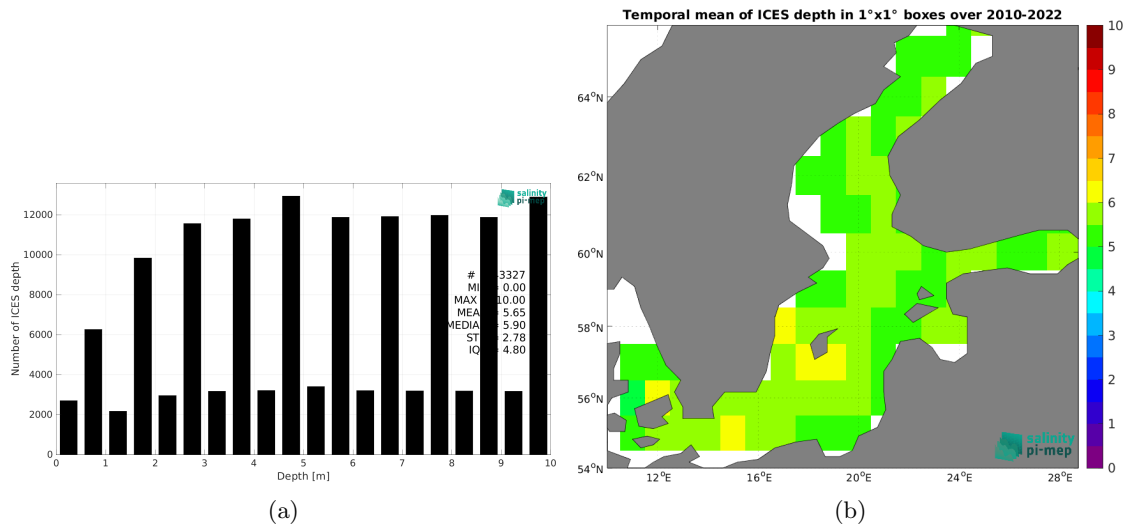 Temporal mean of ICES depth in 1°x1° boxes over 2010-2022
salinity
pi-mep
12000
10000
8000
6000
4000
2000
0
Number of ICES depth
#
3327
MI
0.00
MAX
10.00
MEA
= 5.65
MEDIA
= 5.90
ST
= 2.78
IQ
= 4.80
0 1 2 3 4 5 6 7 8 9 10
Depth [m]
(a)
64°N
62°N
60°N
58°N
56°N
54°N
12°E 16°E 20°E 24°E 28°E
10
9
8
7
6
5
4
3
2
1
0
salinity
pi-mep
(b)